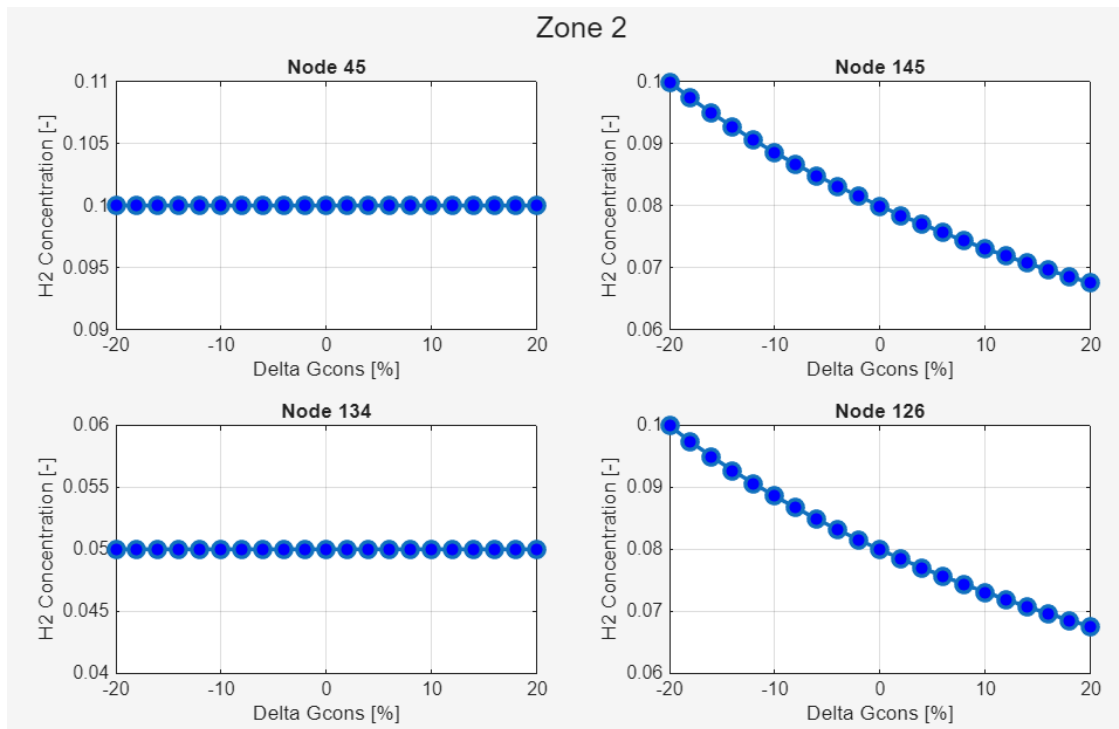 Zone 2
Node 45
H2 Concentration [-]
0.11
0.105
0.1
0.095
0.09
-20 -10 0 10 20
Delta Gcons [%]
Node 145
H2 Concentration [-]
0.1
0.09
0.08
0.07
0.06
-20 -10 0 10 20
Delta Gcons [%]
Node 134
H2 Concentration [-]
0.06
0.055
0.05
0.045
0.04
-20 -10 0 10 20
Delta Gcons [%]
Node 126
H2 Concentration [-]
0.1
0.09
0.08
0.07
0.06
-20 -10 0 10 20
Delta Gcons [%]